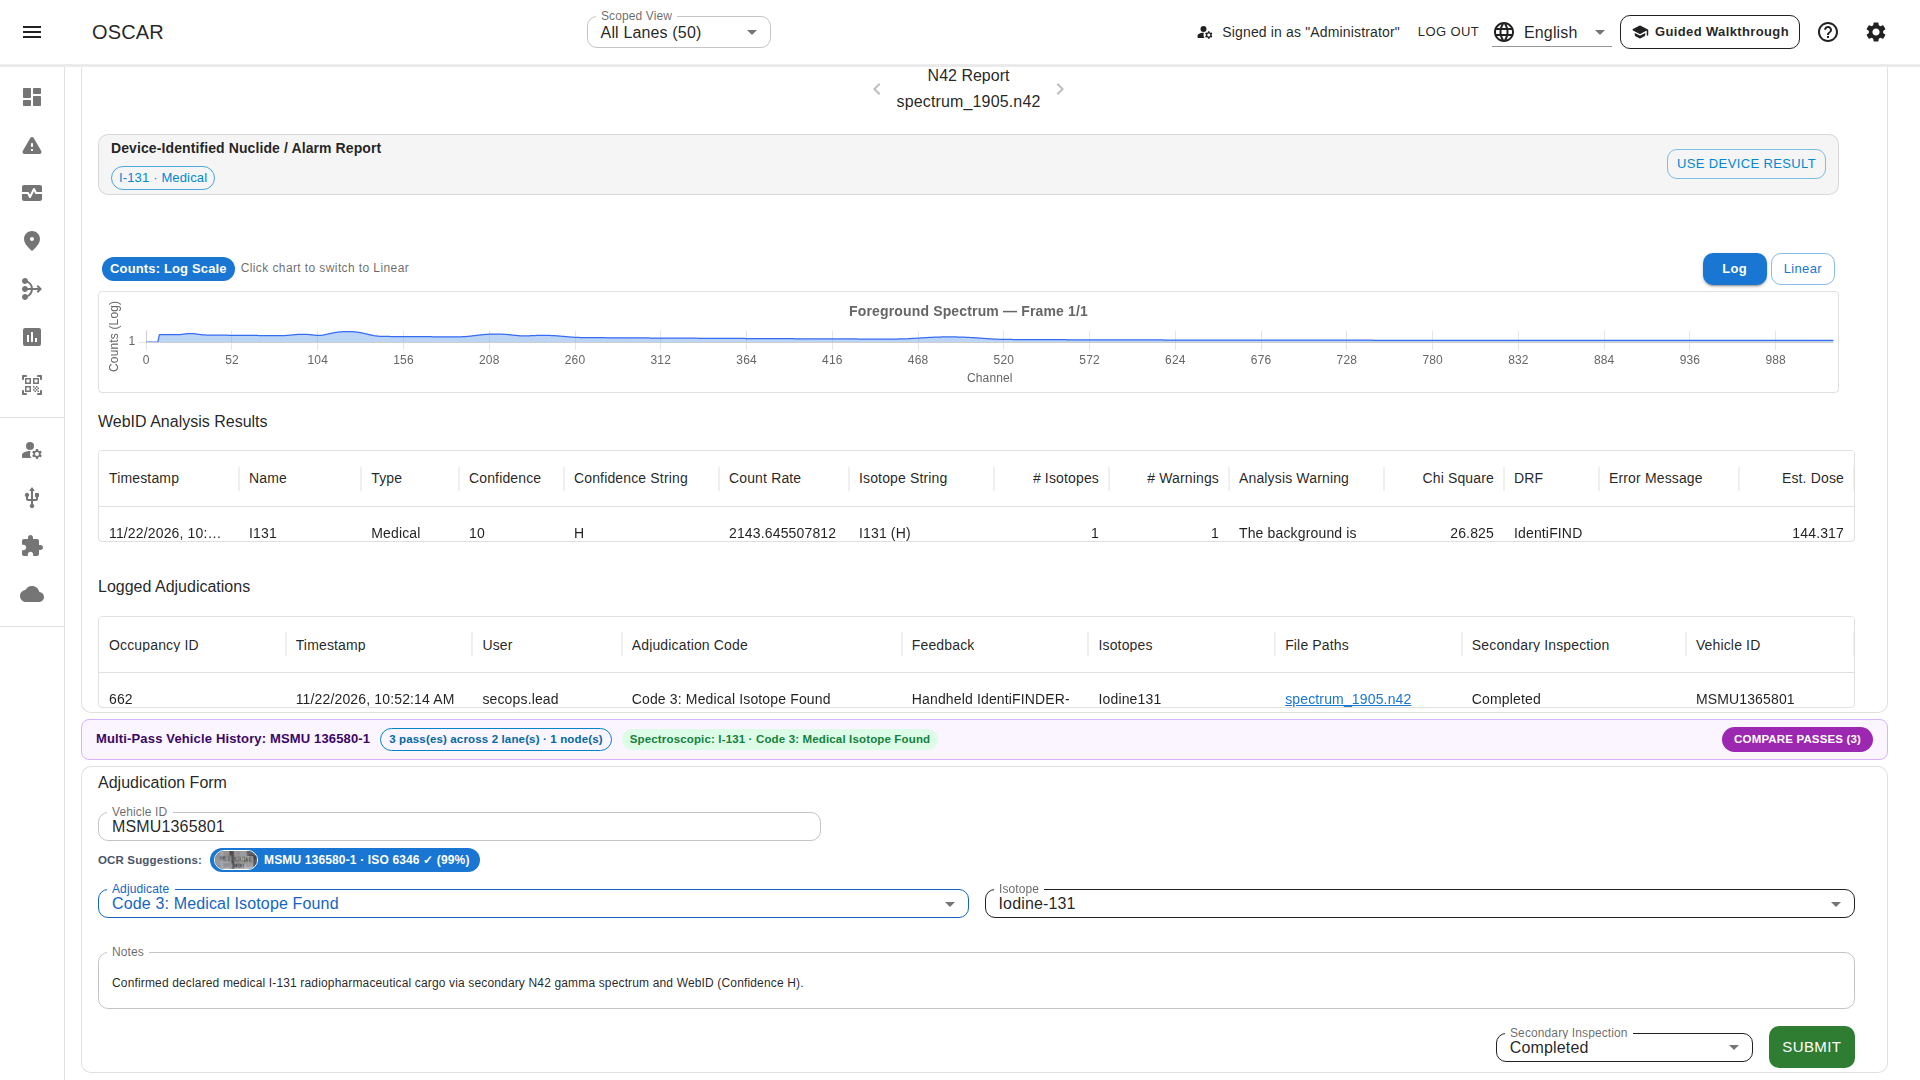 OSCAR
Scoped View
All Lanes (50)
Signed in as "Administrator"
LOG OUT
English
Guided Walkthrough
N42 Report
spectrum_1905.n42
Device-Identified Nuclide / Alarm Report
I-131 · Medical
USE DEVICE RESULT
Counts: Log Scale
Click chart to switch to Linear
Log
Linear
Foreground Spectrum — Frame 1/1
Counts (Log)
1
0 52 104 156 208 260 312 364 416 468 520 572 624 676 728 780 832 884 936 988
Channel
WebID Analysis Results
Timestamp Name Type Confidence Confidence String Count Rate Isotope String # Isotopes # Warnings Analysis Warning Chi Square DRF Error Message Est. Dose
11/22/2026, 10:… I131 Medical 10 H 2143.645507812 I131 (H) 1 1 The background is 26.825 IdentiFIND 144.317
Logged Adjudications
Occupancy ID Timestamp User Adjudication Code Feedback Isotopes File Paths Secondary Inspection Vehicle ID
662 11/22/2026, 10:52:14 AM secops.lead Code 3: Medical Isotope Found Handheld IdentiFINDER- Iodine131 spectrum_1905.n42 Completed MSMU1365801
Multi-Pass Vehicle History: MSMU 136580-1
3 pass(es) across 2 lane(s) · 1 node(s)
Spectroscopic: I-131 · Code 3: Medical Isotope Found
COMPARE PASSES (3)
Adjudication Form
Vehicle ID
MSMU1365801
OCR Suggestions:
MSMU 136580-1 · ISO 6346 ✓ (99%)
Adjudicate
Code 3: Medical Isotope Found
Isotope
Iodine-131
Notes
Confirmed declared medical I-131 radiopharmaceutical cargo via secondary N42 gamma spectrum and WebID (Confidence H).
Secondary Inspection
Completed
SUBMIT